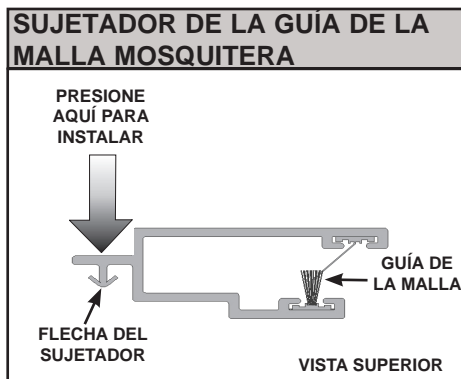 SUJETADOR DE LA GUÍA DE LA
MALLA MOSQUITERA
PRESIONE
AQUÍ PARA
INSTALAR
GUÍA DE
LA MALLA
FLECHA DEL
SUJETADOR
VISTA SUPERIOR